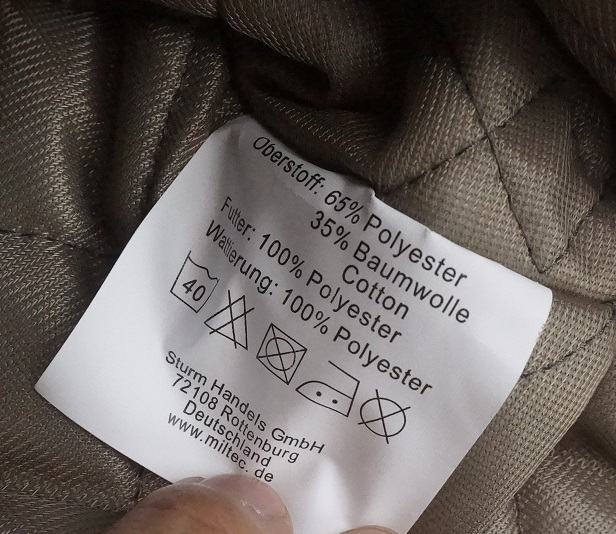 Oberstoff: 65% Polyester
35% Baumwolle
Cotton
Futter: 100% Polyester
Wattierung: 100% Polyester
40
Sturm Handels GmbH
72108 Rottenburg
Deutschland
www.miltec. de